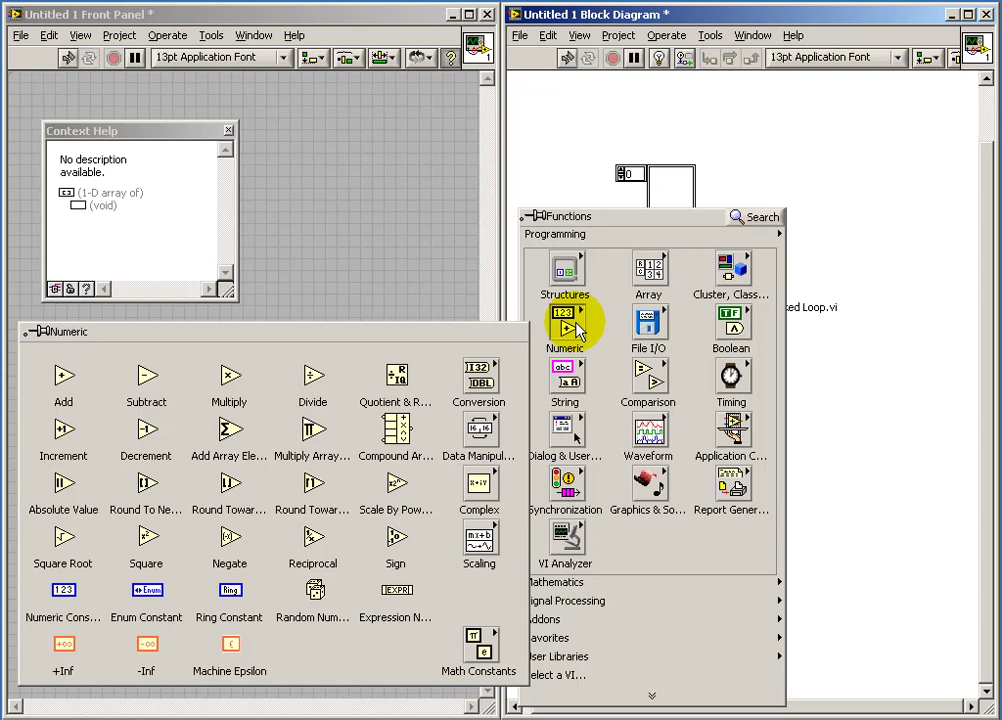 Untitled 1 Front Panel *
File Edit View Project Operate Tools Window Help
13pt Application Font
1
Context Help
No description
available.
(1-D array of)
(void)
Untitled 1 Block Diagram *
File Edit View Project Operate Tools Window Help
13pt Application Font
1
0
ked Loop.vi
Functions
Search
Programming
Structures Array Cluster, Class...
Numeric File I/O Boolean
String Comparison Timing
Dialog & User... Waveform Application C...
Synchronization Graphics & So... Report Gener...
VI Analyzer
Mathematics
ignal Processing
ddons
avorites
ser Libraries
elect a VI...
Numeric
Add Subtract Multiply Divide Quotient & R... Conversion
Increment Decrement Add Array Ele... Multiply Array... Compound Ar... Data Manipul...
Absolute Value Round To Ne... Round Towar... Round Towar... Scale By Pow... Complex
Square Root Square Negate Reciprocal Sign Scaling
Numeric Cons... Enum Constant Ring Constant Random Num... Expression N...
+Inf -Inf Machine Epsilon Math Constants